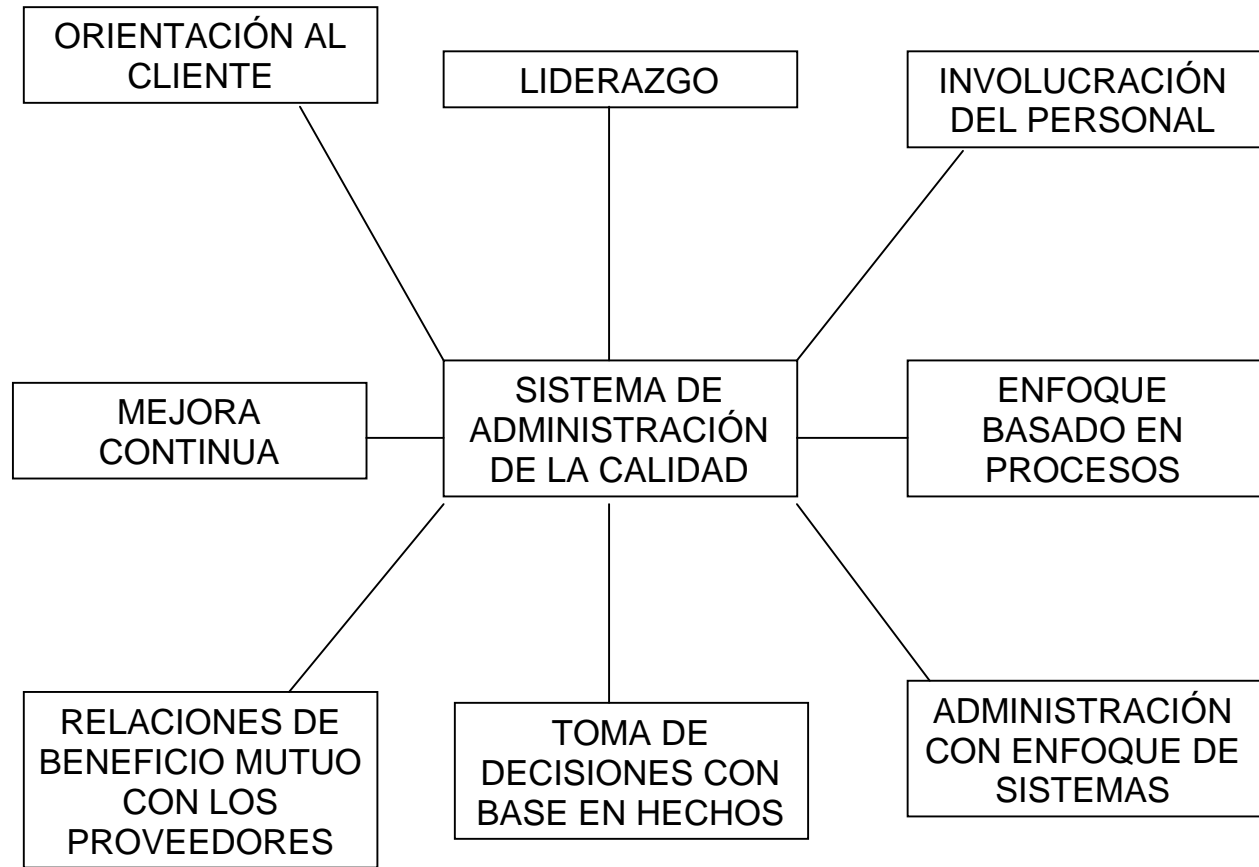 ORIENTACIÓN AL
CLIENTE
LIDERAZGO
INVOLUCRACIÓN
DEL PERSONAL
MEJORA
CONTINUA
SISTEMA DE
ADMINISTRACIÓN
DE LA CALIDAD
ENFOQUE
BASADO EN
PROCESOS
RELACIONES DE
BENEFICIO MUTUO
CON LOS
PROVEEDORES
TOMA DE
DECISIONES CON
BASE EN HECHOS
ADMINISTRACIÓN
CON ENFOQUE DE
SISTEMAS